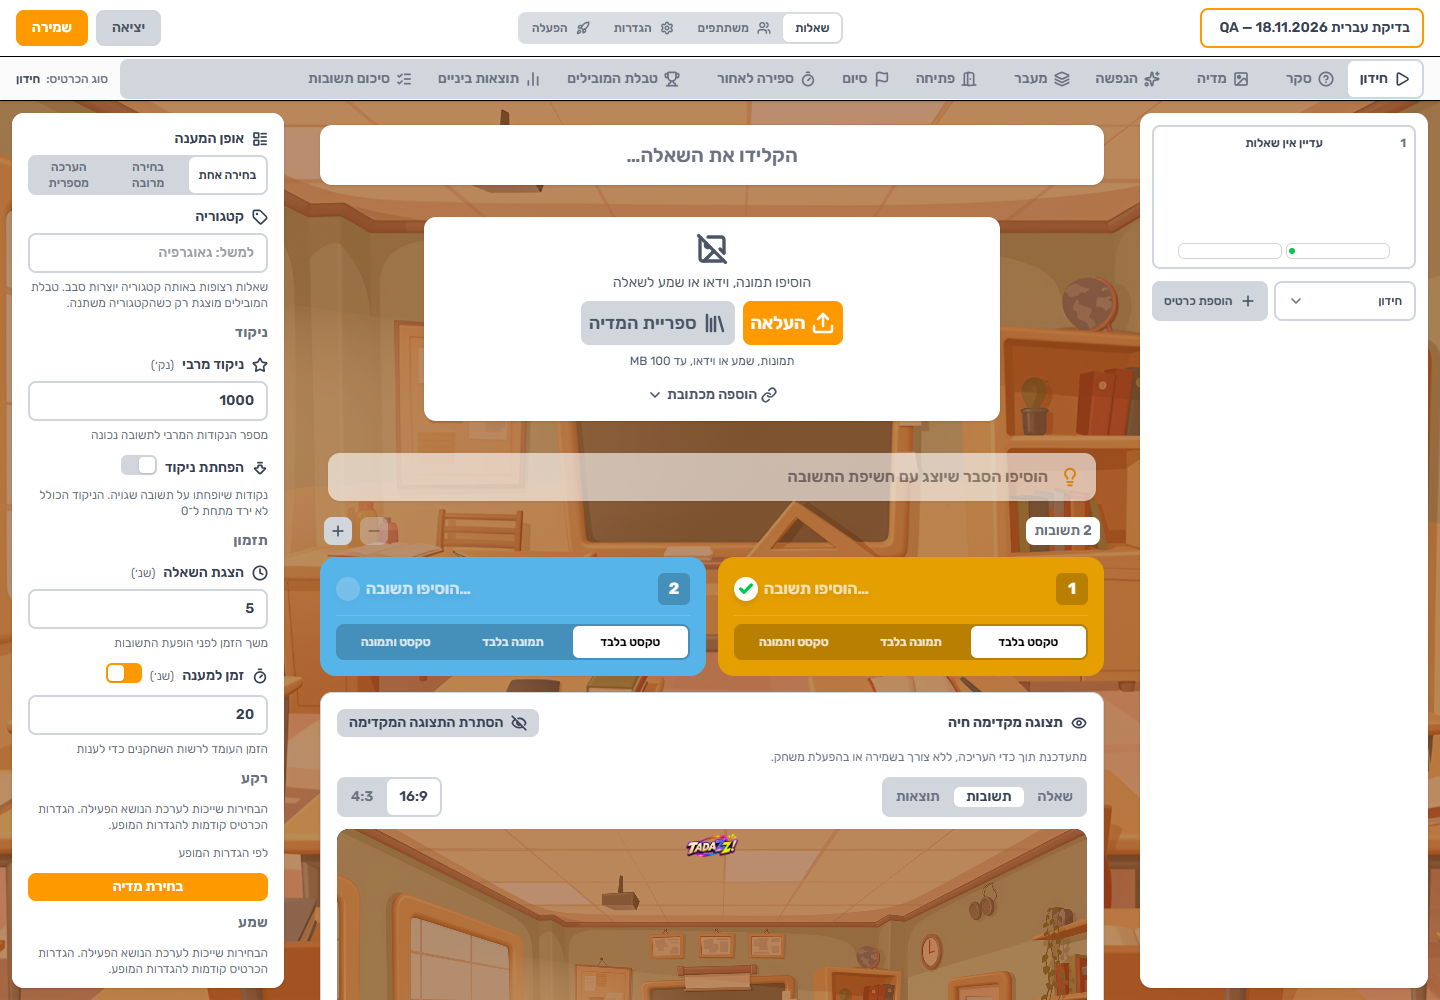 בדיקת עברית QA — 18.11.2026
שאלות
משתתפים
הגדרות
הפעלה
יציאה
שמירה
חידון
סקר
מדיה
הנפשה
מעבר
פתיחה
סיום
ספירה לאחור
טבלת המובילים
תוצאות ביניים
סיכום תשובות
סוג הכרטיס: חידון
1
עדיין אין שאלות
חידון
הוספת כרטיס
הקלידו את השאלה...
הוסיפו תמונה, וידאו או שמע לשאלה
העלאה
ספריית המדיה
תמונות, שמע או וידאו, עד 100 MB
הוספה מכתובת
הוסיפו הסבר שיוצג עם חשיפת התשובה
2 תשובות
1
הוסיפו תשובה...
טקסט בלבד
תמונה בלבד
טקסט ותמונה
2
הוסיפו תשובה...
טקסט בלבד
תמונה בלבד
טקסט ותמונה
תצוגה מקדימה חיה
הסתרת התצוגה המקדימה
מתעדכנת תוך כדי העריכה, ללא צורך בשמירה או בהפעלת משחק.
שאלה
תשובות
תוצאות
16:9
4:3
TADAZZ!
אופן המענה
בחירה אחת
בחירה מרובה
הערכה מספרית
קטגוריה
למשל: גאוגרפיה
שאלות רצופות באותה קטגוריה יוצרות סבב. טבלת
המובילים מוצגת רק כשהקטגוריה משתנה.
ניקוד
ניקוד מרבי (נק׳)
1000
מספר הנקודות המרבי לתשובה נכונה
הפחתת ניקוד
נקודות שיופחתו על תשובה שגויה. הניקוד הכולל
לא ירד מתחת ל־0
תזמון
הצגת השאלה (שנ׳)
5
משך הזמן לפני הופעת התשובות
זמן למענה (שנ׳)
20
הזמן העומד לרשות השחקנים כדי לענות
רקע
הבחירות שייכות לערכת הנושא הפעילה. הגדרות
הכרטיס קודמות להגדרות המופע.
לפי הגדרות המופע
בחירת מדיה
שמע
הבחירות שייכות לערכת הנושא הפעילה. הגדרות
הכרטיס קודמות להגדרות המופע.